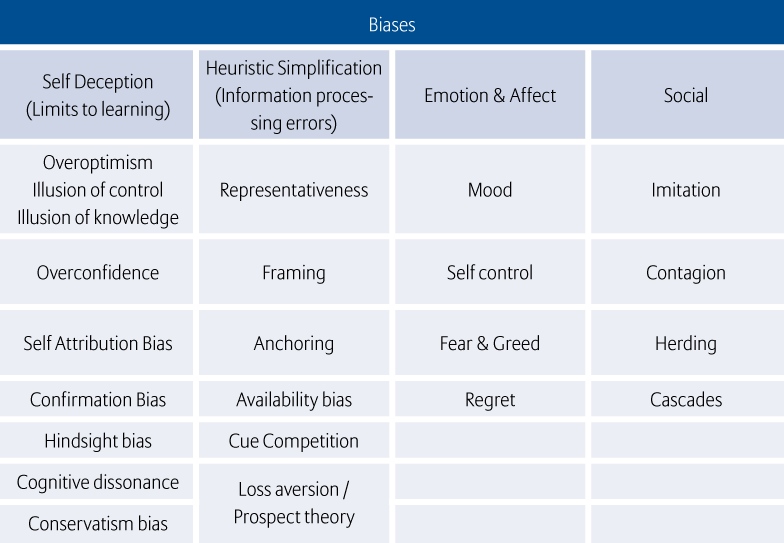 Biases
Self Deception
(Limits to learning)
Heuristic Simplification
(Information proces-
sing errors)
Emotion & Affect
Social
Overoptimism
Illusion of control
Illusion of knowledge
Representativeness
Mood
Imitation
Overconfidence
Framing
Self control
Contagion
Self Attribution Bias
Anchoring
Fear & Greed
Herding
Confirmation Bias
Availability bias
Regret
Cascades
Hindsight bias
Cue Competition
Cognitive dissonance
Loss aversion /
Prospect theory
Conservatism bias